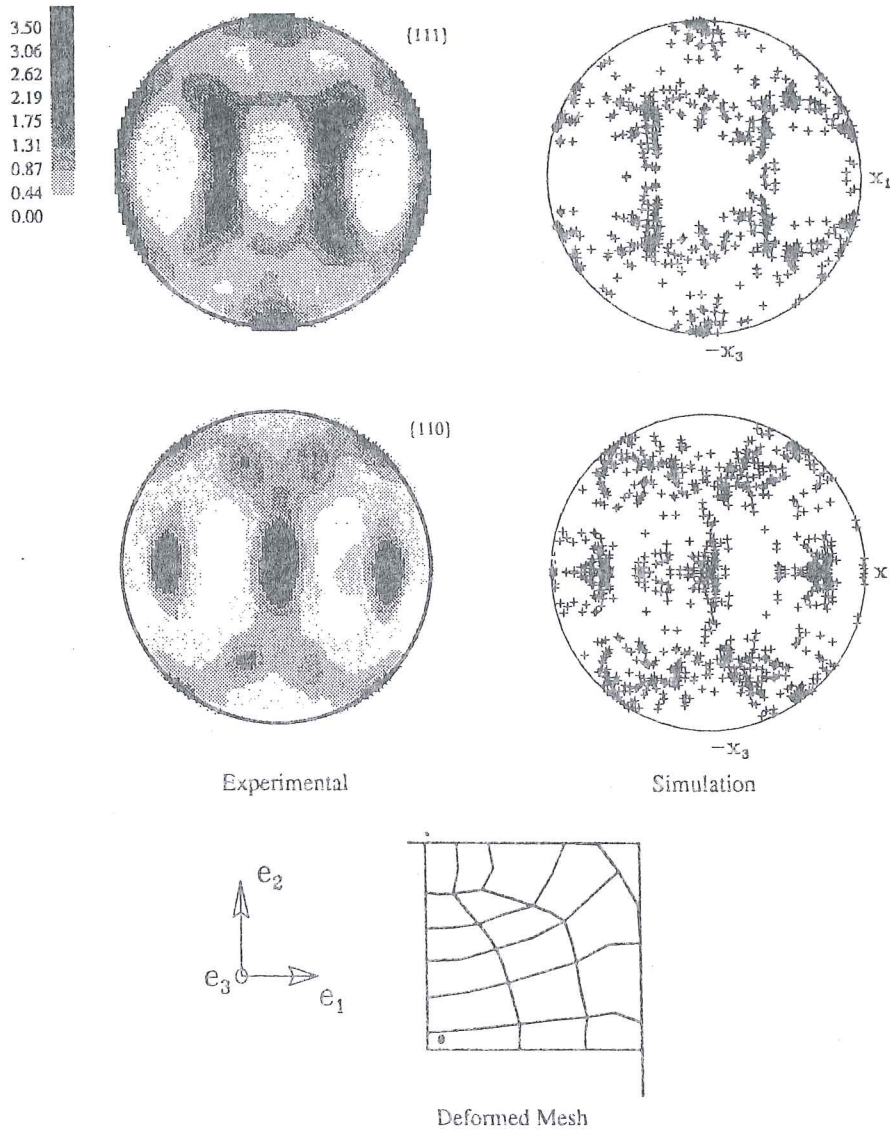 3.50
3.06
2.62
2.19
1.75
1.31
0.87
0.44
0.00
{111}
x1
-x3
{110}
x
-x3
Experimental
Simulation
e2
e3
e1
Deformed Mesh